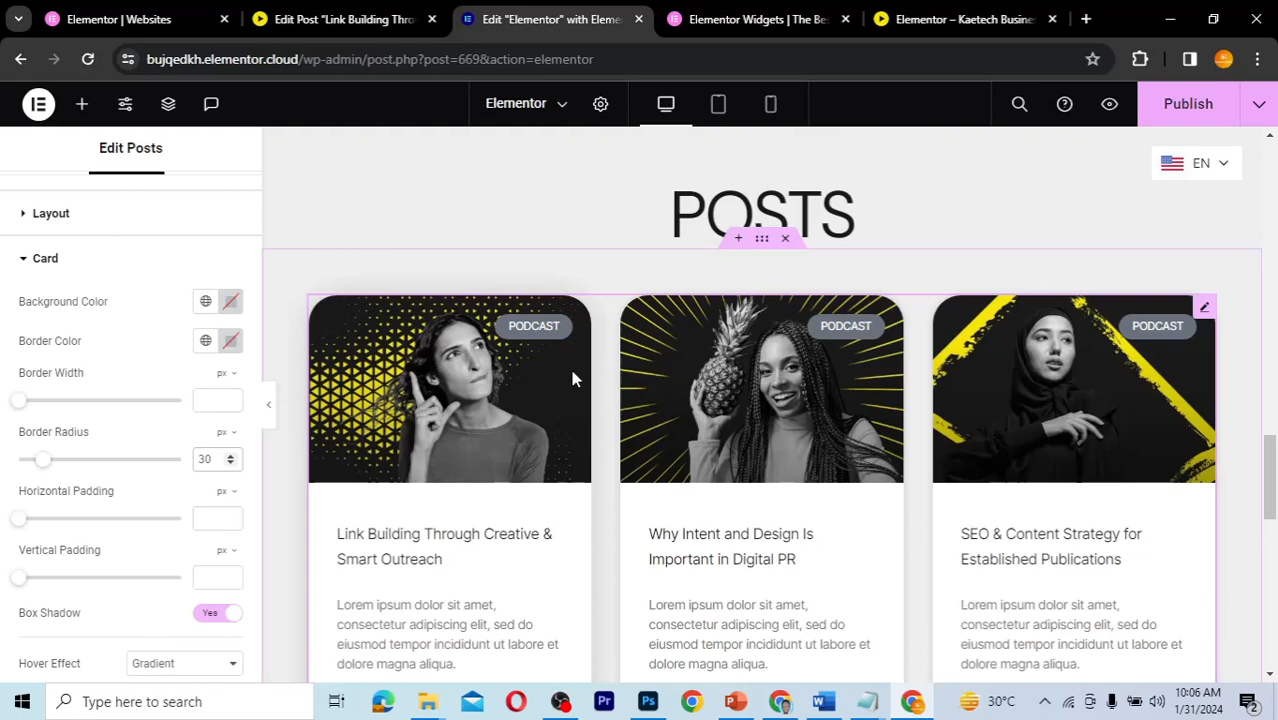 Elementor | Websites
Edit Post "Link Building Thro
Edit "Elementor" with Eleme
Elementor Widgets | The Bes
Elementor – Kaetech Busine
bujqedkh.elementor.cloud/wp-admin/post.php?post=669&action=elementor
Elementor
Publish
Edit Posts
EN
Layout
POSTS
Card
Background Color
Border Color
Border Width
px
Border Radius
px
30
Horizontal Padding
px
Vertical Padding
px
Box Shadow
Yes
Hover Effect
Gradient
PODCAST
PODCAST
PODCAST
Link Building Through Creative &
Smart Outreach
Lorem ipsum dolor sit amet,
consectetur adipiscing elit, sed do
eiusmod tempor incididunt ut labore et
dolore magna aliqua.
Why Intent and Design Is
Important in Digital PR
Lorem ipsum dolor sit amet,
consectetur adipiscing elit, sed do
eiusmod tempor incididunt ut labore et
dolore magna aliqua.
SEO & Content Strategy for
Established Publications
Lorem ipsum dolor sit amet,
consectetur adipiscing elit, sed do
eiusmod tempor incididunt ut labore et
dolore magna aliqua.
Type here to search
30°C
10:06 AM
1/31/2024
2